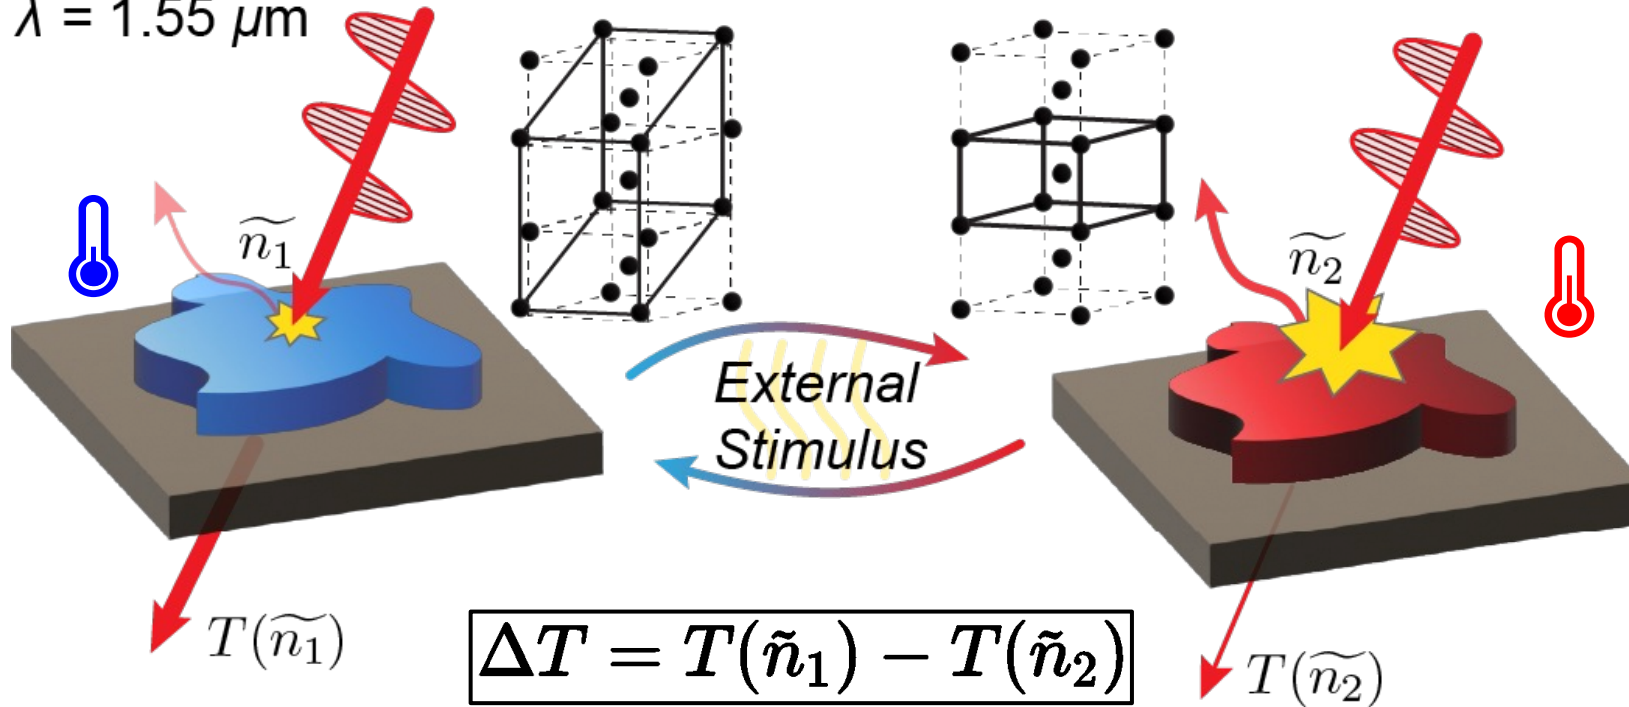 λ = 1.55 μm
ñ₁
ñ₂
External
Stimulus
T(ñ₁)
ΔT = T(ñ₁) − T(ñ₂)
T(ñ₂)